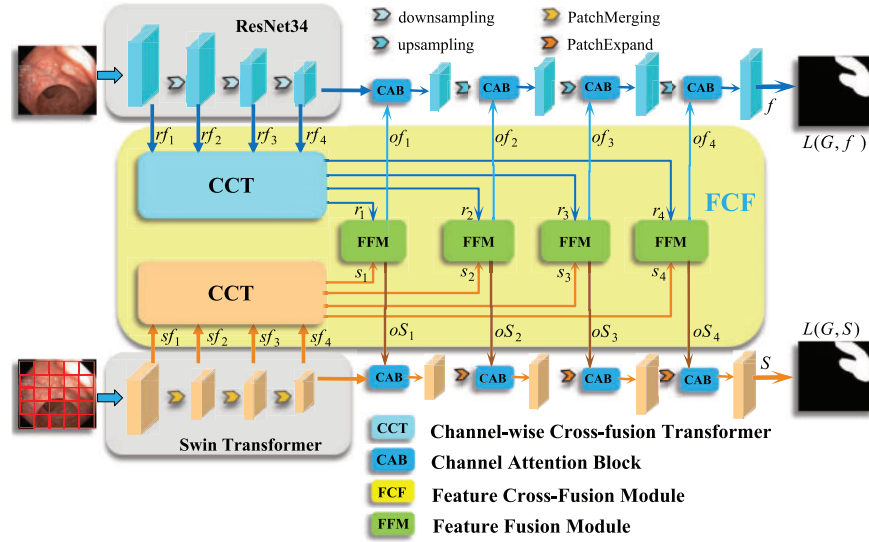 ResNet34
downsampling
PatchMerging
upsampling
PatchExpand
CAB
CAB
CAB
CAB
f
rf1
rf2
rf3
rf4
of1
of2
of3
of4
L(G, f)
CCT
FCF
r1
r2
r3
r4
FFM
FFM
FFM
FFM
s1
s2
s3
s4
CCT
sf1
sf2
sf3
sf4
oS1
oS2
oS3
oS4
L(G, S)
CAB
CAB
CAB
CAB
S
Swin Transformer
CCT Channel-wise Cross-fusion Transformer
CAB Channel Attention Block
FCF Feature Cross-Fusion Module
FFM Feature Fusion Module